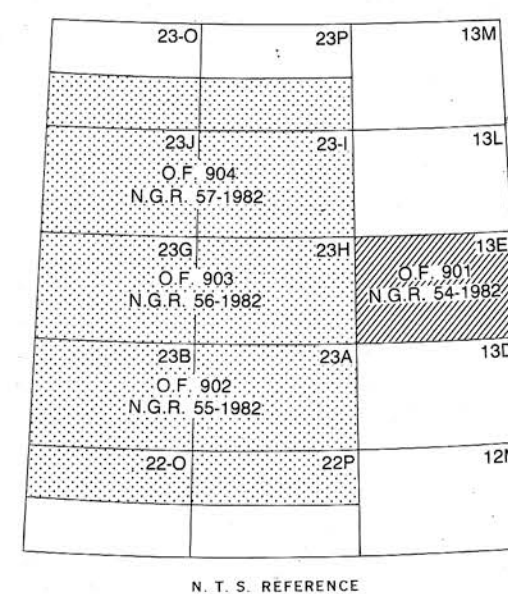 23-O 23P 13M
23J 23-I 13L
O.F. 904
N.G.R. 57-1982
23G 23H 13E
O.F. 903 O.F. 901
N.G.R. 56-1982 N.G.R. 54-1982
23B 23A 13D
O.F. 902
N.G.R. 55-1982
22-O 22P
N. T. S. REFERENCE